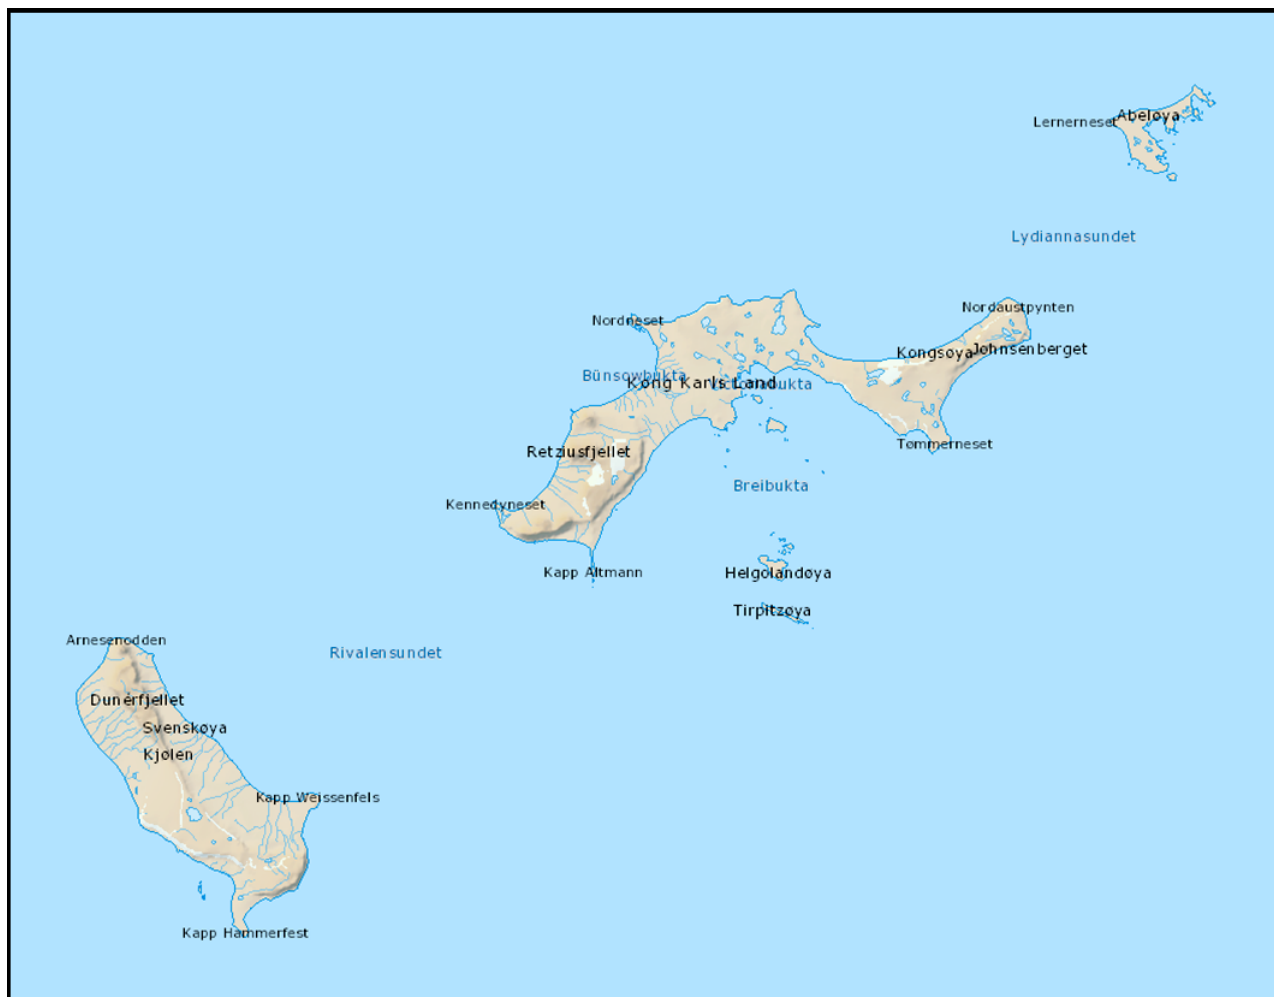 Abeløya
Lernerneset
Lydiannasundet
Nordaustpynten
Nordneset
Johnsenberget
Kongsøya
Bünsowbukta
Kong Karls Land
Tømmerneset
Retziusfjellet
Breibukta
Kennedyneset
Kapp Altmann
Helgolandøya
Tirpitzøya
Arnesenodden
Rivalensundet
Dunérfjellet
Svenskøya
Kjølen
Kapp Weissenfels
Kapp Hammerfest